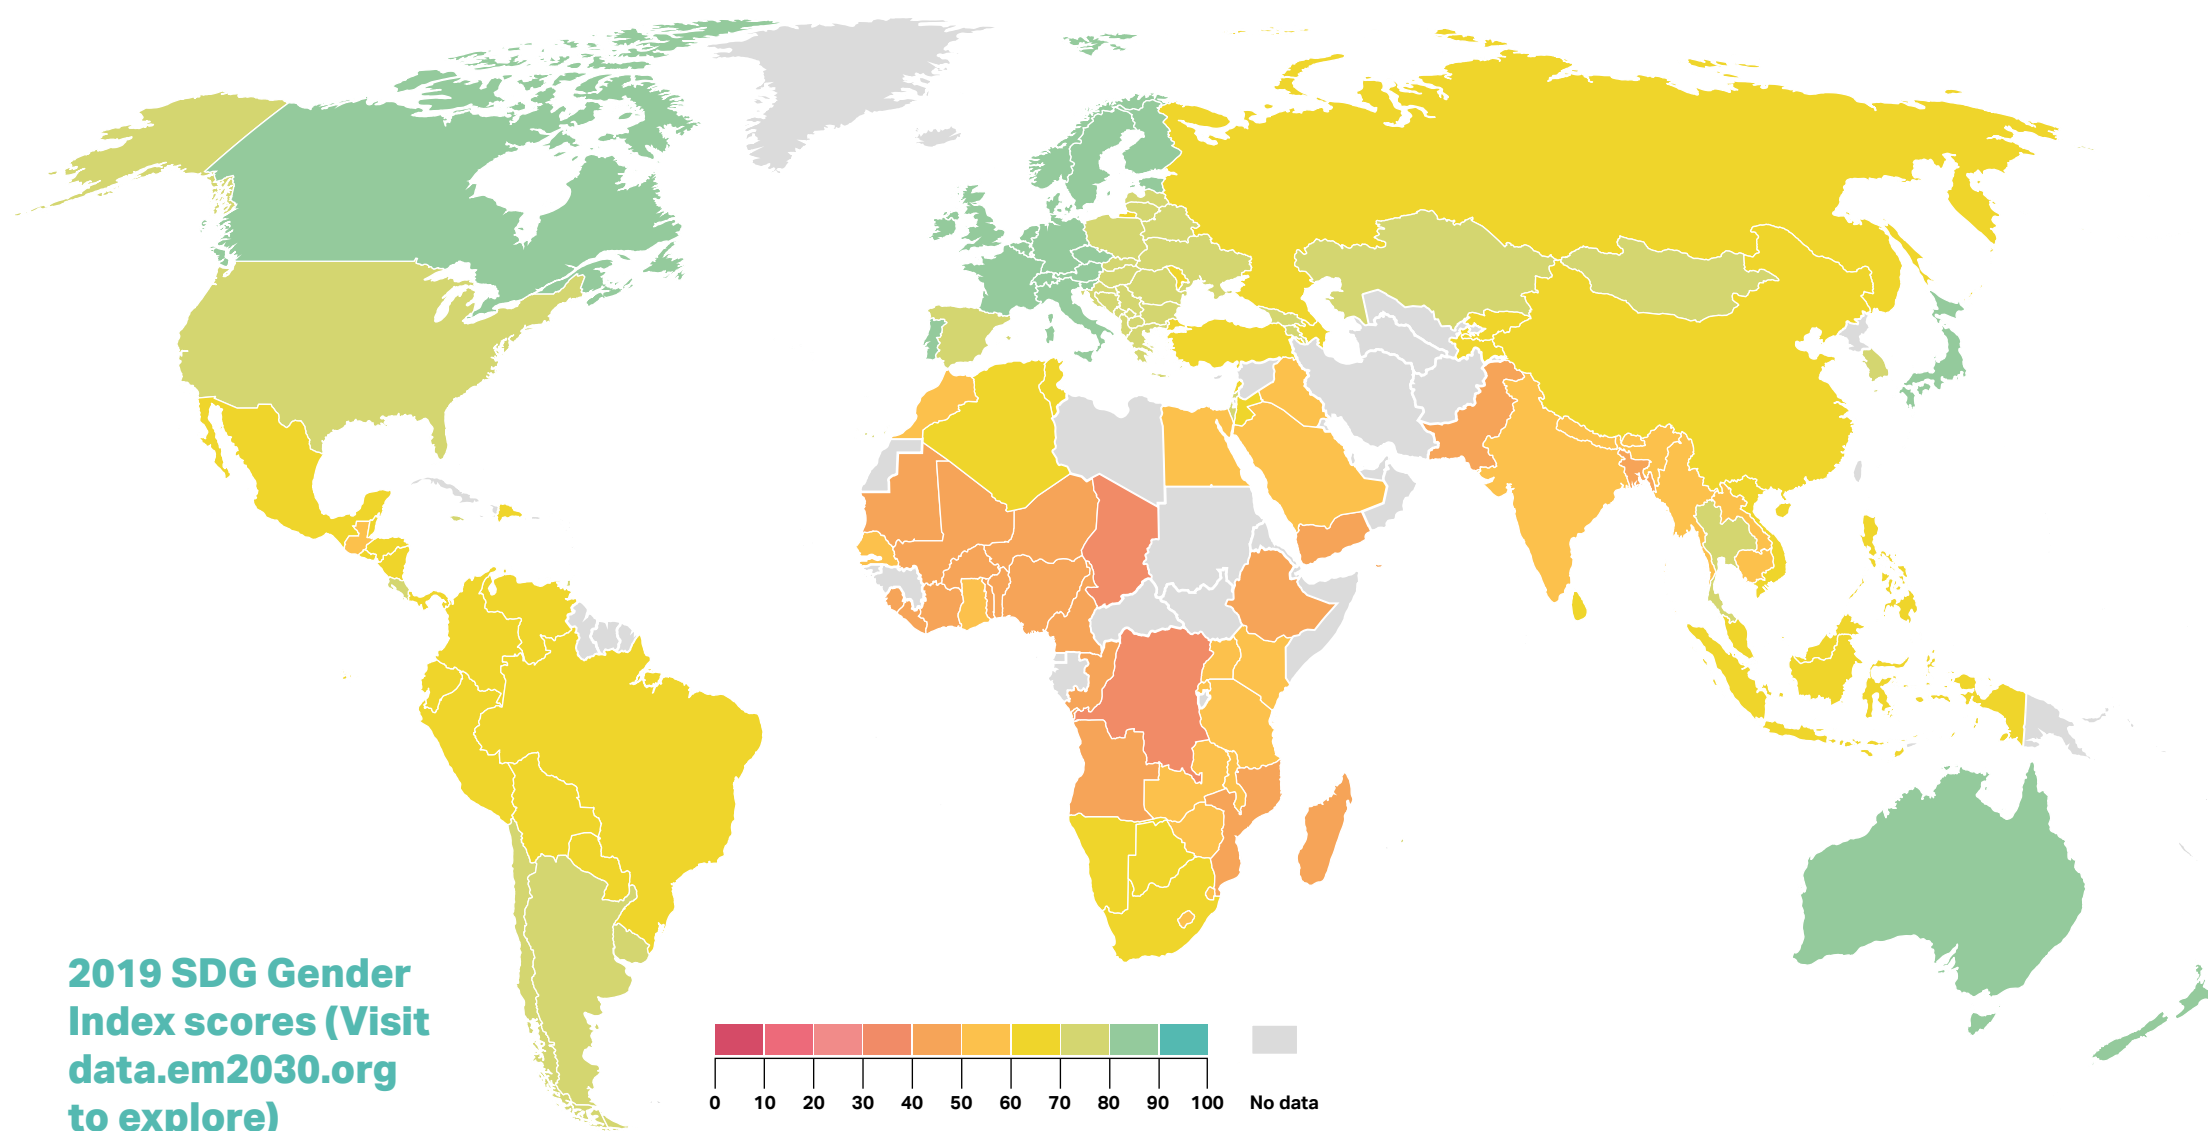 2019 SDG Gender
Index scores (Visit
data.em2030.org
to explore)
0 10 20 30 40 50 60 70 80 90 100 No data